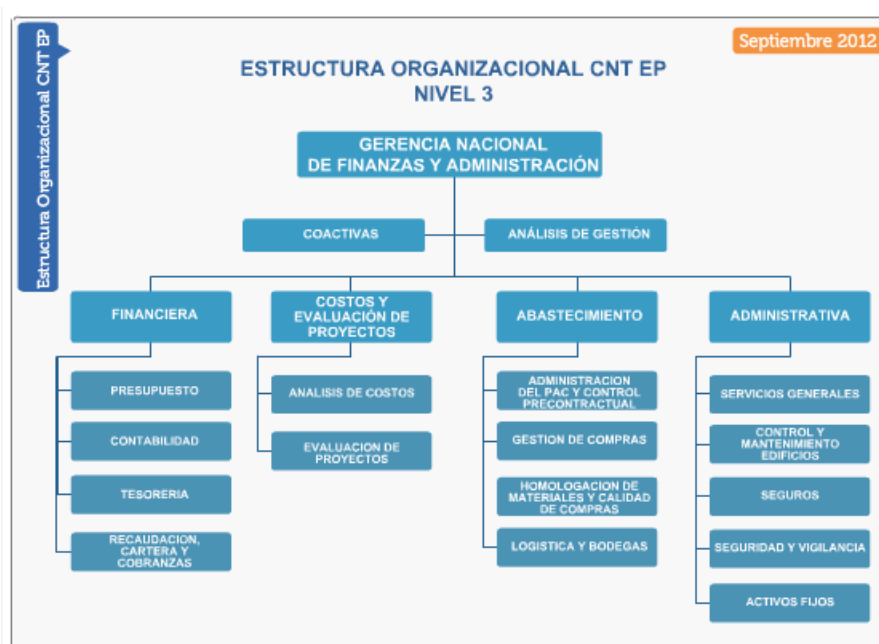 Estructura Organizacional CNT EP
Septiembre 2012
ESTRUCTURA ORGANIZACIONAL CNT EP
NIVEL 3
GERENCIA NACIONAL
DE FINANZAS Y ADMINISTRACIÓN
COACTIVAS
ANÁLISIS DE GESTIÓN
FINANCIERA
PRESUPUESTO
CONTABILIDAD
TESORERIA
RECAUDACION,
CARTERA Y
COBRANZAS
COSTOS Y
EVALUACIÓN DE
PROYECTOS
ANALISIS DE COSTOS
EVALUACION DE
PROYECTOS
ABASTECIMIENTO
ADMINISTRACION
DEL PAC Y CONTROL
PRECONTRACTUAL
GESTION DE COMPRAS
HOMOLOGACION DE
MATERIALES Y CALIDAD
DE COMPRAS
LOGISTICA Y BODEGAS
ADMINISTRATIVA
SERVICIOS GENERALES
CONTROL Y
MANTENIMIENTO
EDIFICIOS
SEGUROS
SEGURIDAD Y VIGILANCIA
ACTIVOS FIJOS